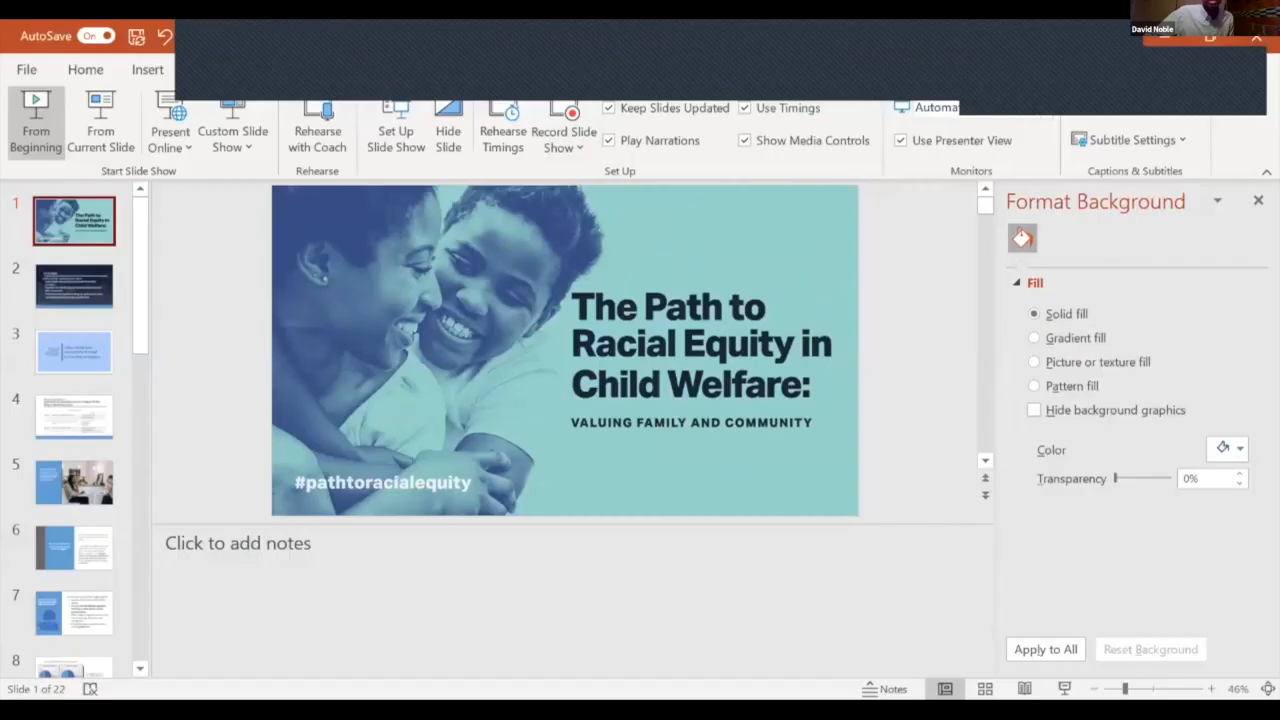 David Noble
AutoSave On
File Home Insert
From Beginning
From Current Slide
Present Online
Custom Slide Show
Rehearse with Coach
Set Up Slide Show
Hide Slide
Rehearse Timings
Record Slide Show
Keep Slides Updated
Use Timings
Play Narrations
Show Media Controls
Automat
Use Presenter View
Subtitle Settings
Start Slide Show
Rehearse
Set Up
Monitors
Captions & Subtitles
1
2
3
4
5
6
7
8
The Path to
Racial Equity in
Child Welfare:
VALUING FAMILY AND COMMUNITY
#pathtoracialequity
Click to add notes
Format Background
Fill
Solid fill
Gradient fill
Picture or texture fill
Pattern fill
Hide background graphics
Color
Transparency 0%
Apply to All Reset Background
Slide 1 of 22
Notes
46%